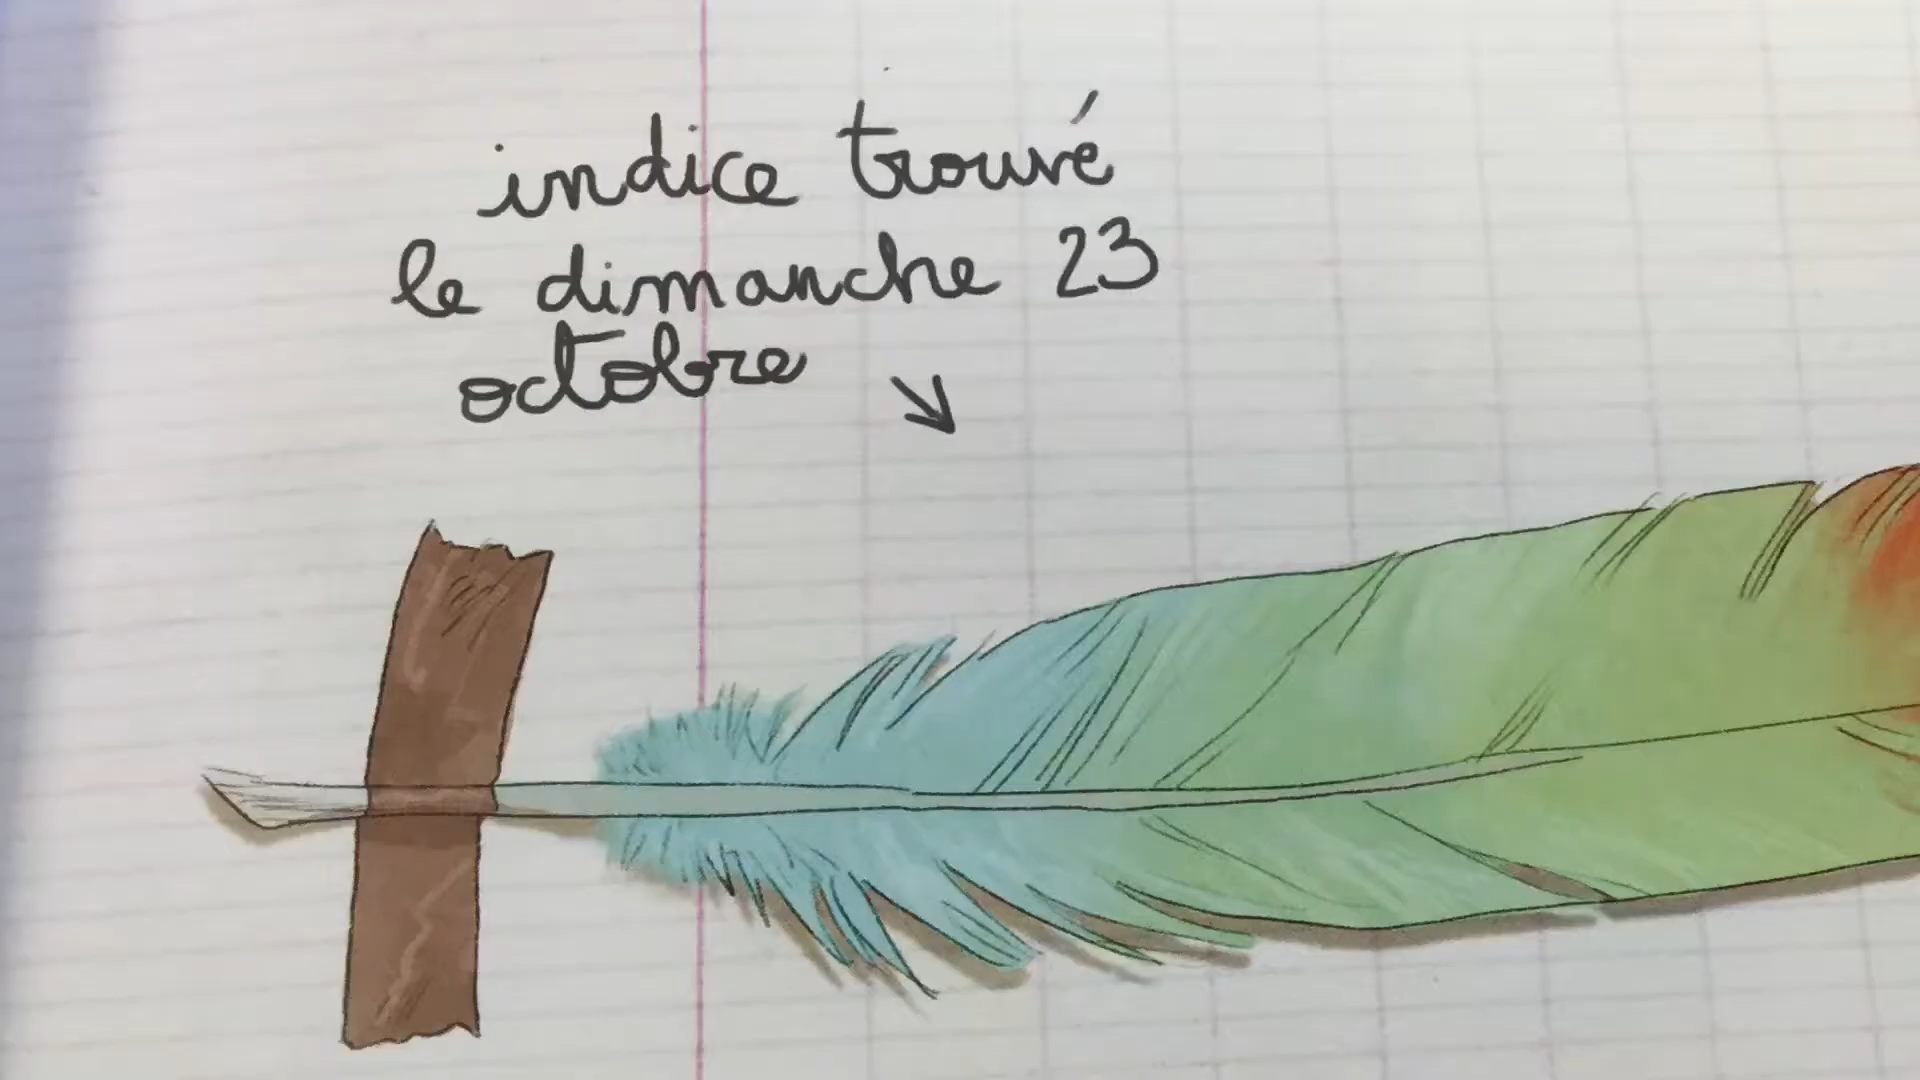 indice trouvé
le dimanche 23
octobre